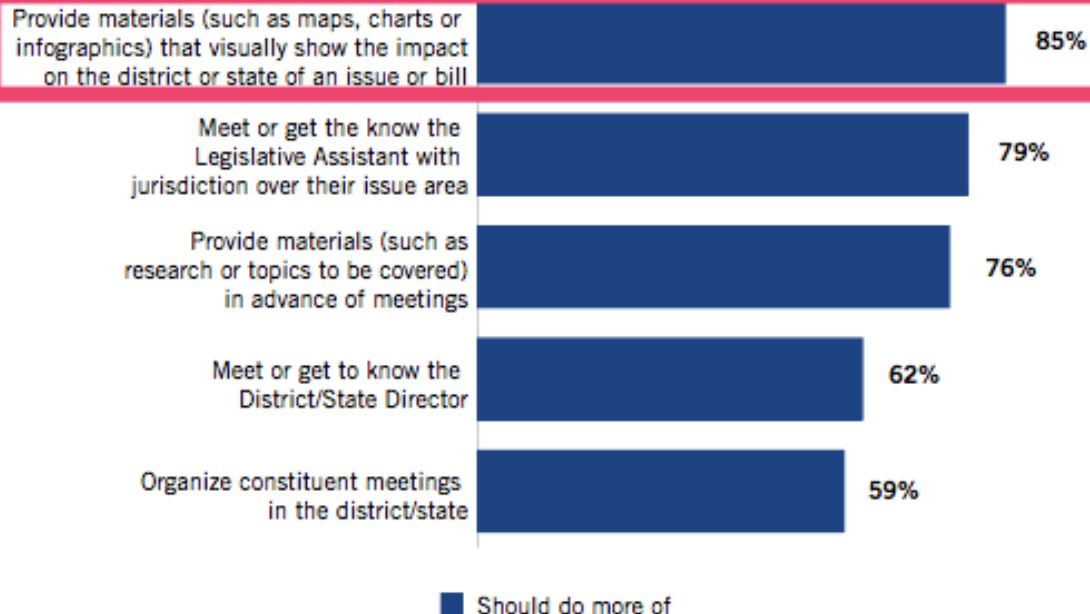 Provide materials (such as maps, charts or
infographics) that visually show the impact
on the district or state of an issue or bill
85%
Meet or get the know the
Legislative Assistant with
jurisdiction over their issue area
79%
Provide materials (such as
research or topics to be covered)
in advance of meetings
76%
Meet or get to know the
District/State Director
62%
Organize constituent meetings
in the district/state
59%
Should do more of